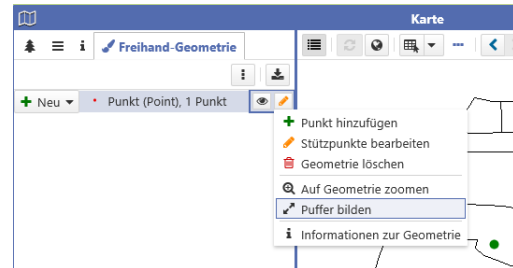 Karte
i Freihand-Geometrie
Neu Punkt (Point), 1 Punkt
Punkt hinzufügen
Stützpunkte bearbeiten
Geometrie löschen
Auf Geometrie zoomen
Puffer bilden
i Informationen zur Geometrie